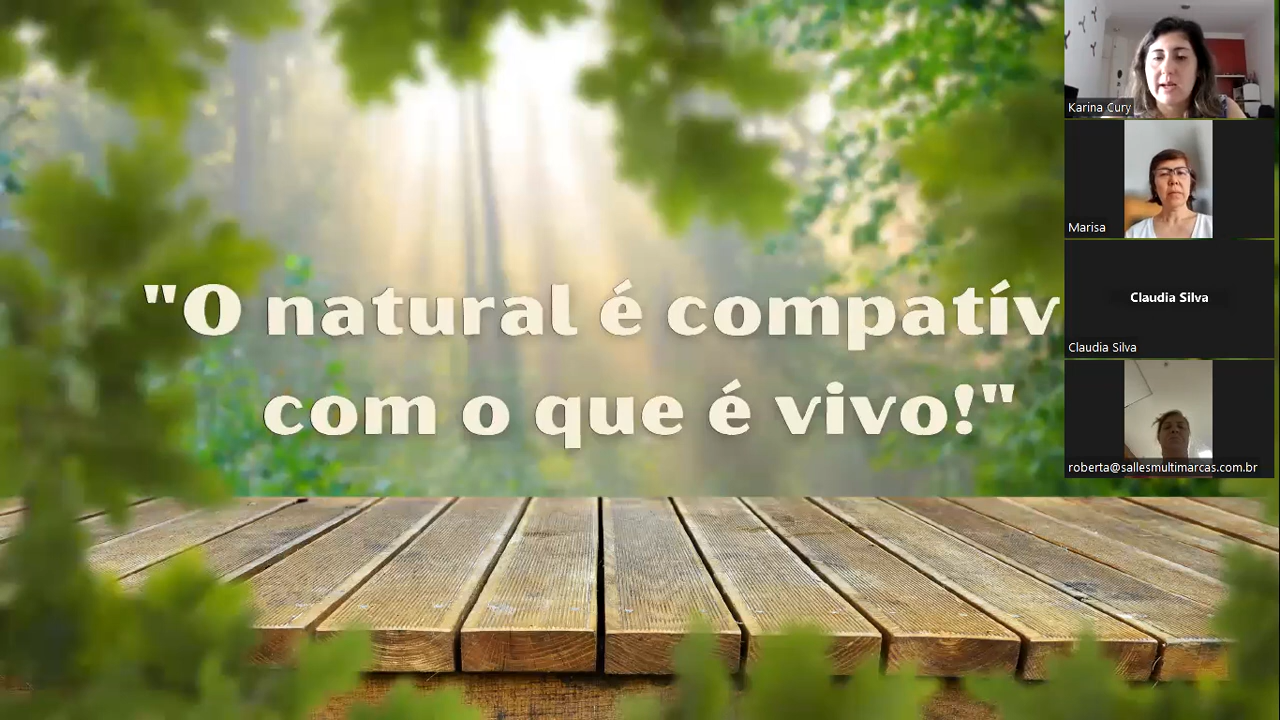 "O natural é compatív
com o que é vivo!"
Karina Cury
Marisa
Claudia Silva
Claudia Silva
roberta@sallesmultimarcas.com.br